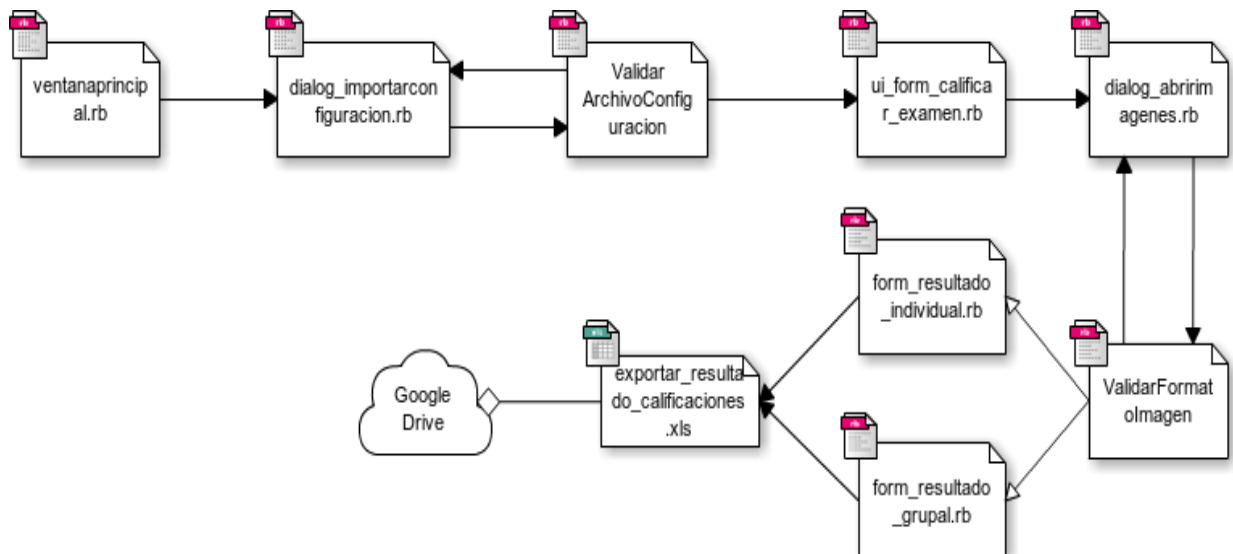 rb
ventanaprincip
al.rb
rb
dialog_importarcon
figuracion.rb
rb
Validar
ArchivoConfig
uracion
rb
ui_form_califica
r_examen.rb
rb
dialog_abririm
agenes.rb
rb
form_resultado
_individual.rb
rb
ValidarFormat
oImagen
exportar_resulta
do_calificaciones
.xls
Google
Drive
rb
form_resultado
_grupal.rb